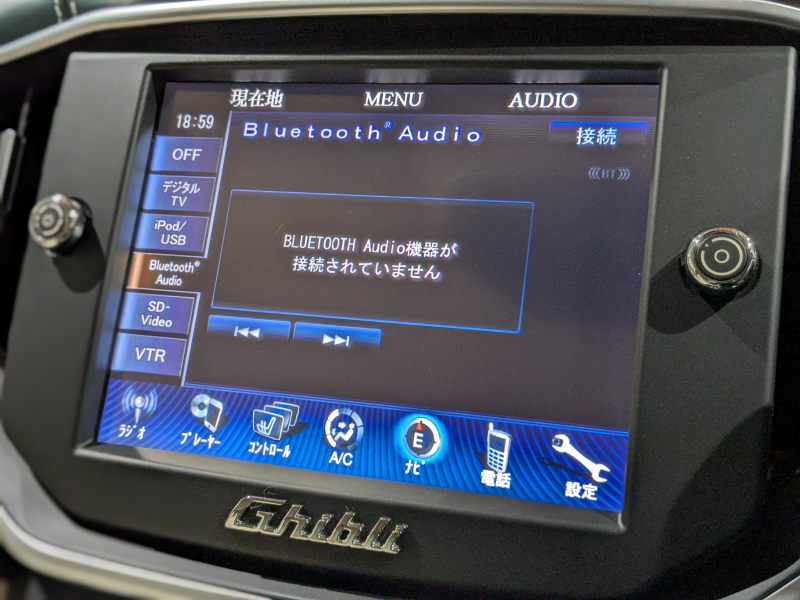 現在地 MENU AUDIO
18:59 Bluetooth® Audio 接続
BT
OFF
デジタル
TV
iPod/
USB
Bluetooth®
Audio
SD-
Video
VTR
BLUETOOTH Audio機器が
接続されていません
ラジオ プレーヤー コントロール A/C E ナビ 電話 設定
Ghibli